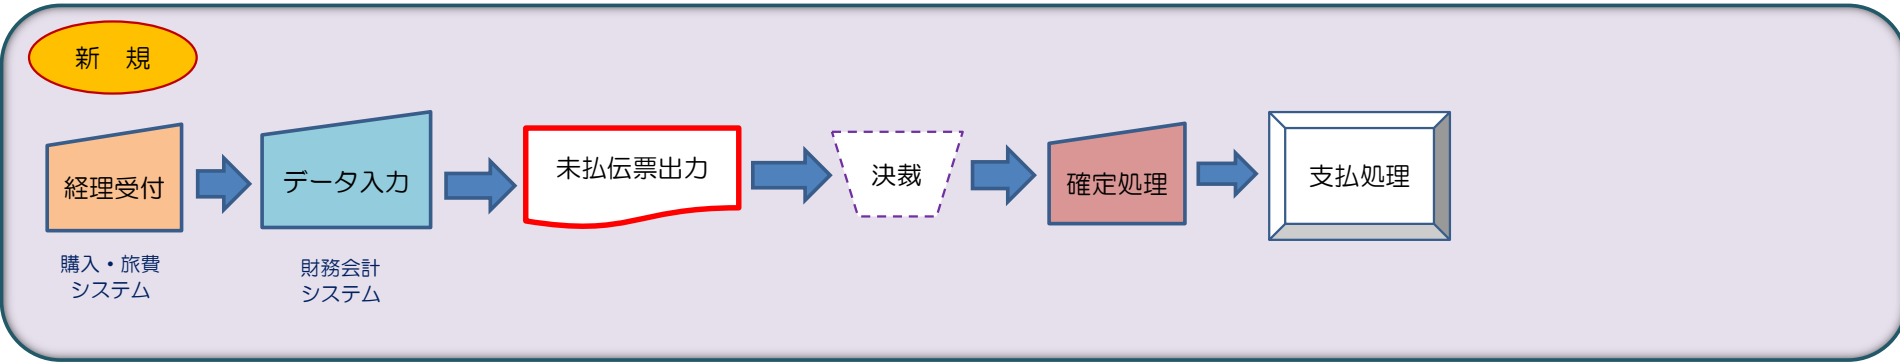 新　規
経理受付
データ入力
未払伝票出力
決裁
確定処理
支払処理
購入・旅費
システム
財務会計
システム